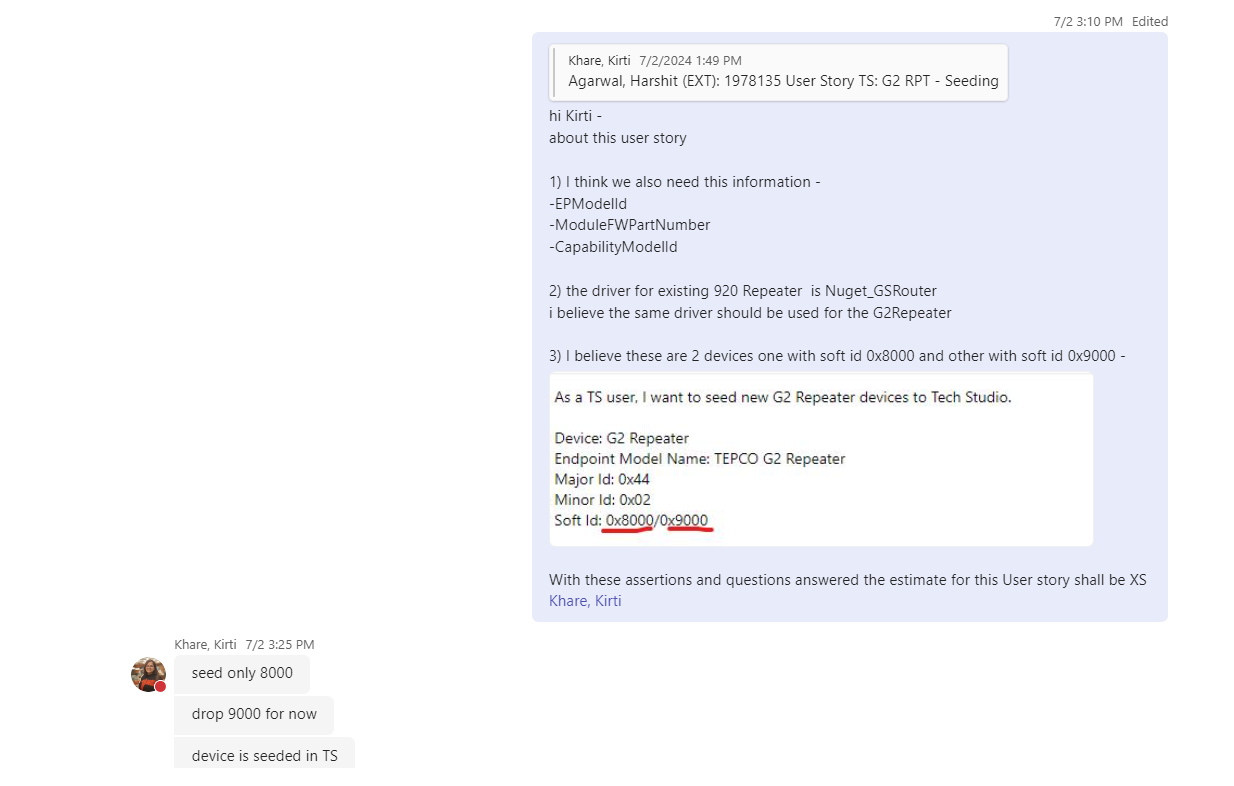 7/2 3:10 PM Edited
Khare, Kirti 7/2/2024 1:49 PM
Agarwal, Harshit (EXT): 1978135 User Story TS: G2 RPT - Seeding
hi Kirti -
about this user story
1) I think we also need this information -
-EPModelId
-ModuleFWPartNumber
-CapabilityModelId
2) the driver for existing 920 Repeater is Nuget_GSRouter
i believe the same driver should be used for the G2Repeater
3) I believe these are 2 devices one with soft id 0x8000 and other with soft id 0x9000 -
As a TS user, I want to seed new G2 Repeater devices to Tech Studio.
Device: G2 Repeater
Endpoint Model Name: TEPCO G2 Repeater
Major Id: 0x44
Minor Id: 0x02
Soft Id: 0x8000/0x9000
With these assertions and questions answered the estimate for this User story shall be XS
Khare, Kirti
Khare, Kirti 7/2 3:25 PM
seed only 8000
drop 9000 for now
device is seeded in TS